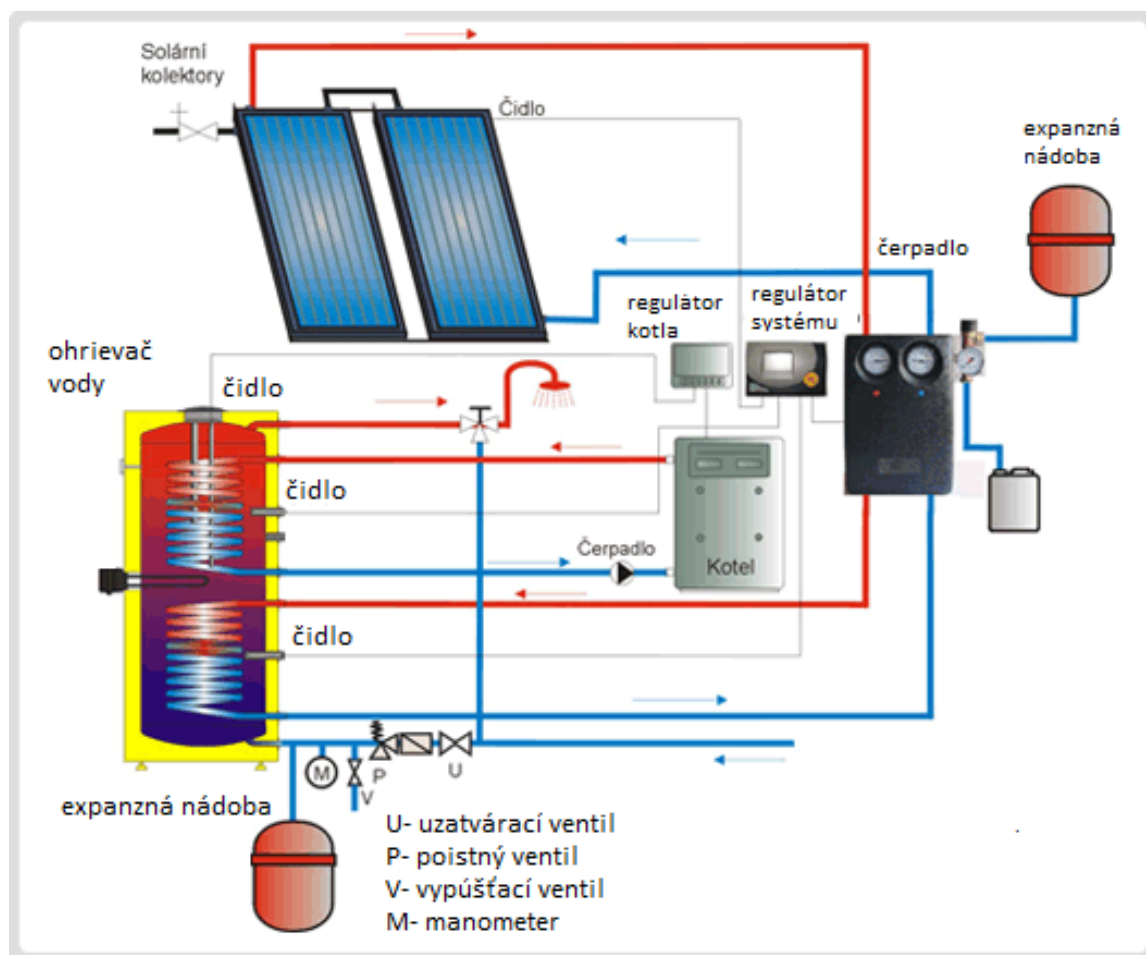 Solární
kolektory
Čidlo
expanzná
nádoba
čerpadlo
regulátor
kotla
regulátor
systému
ohrievač
vody
čidlo
čidlo
Čerpadlo
Kotel
čidlo
M
V
P
U
expanzná nádoba
U- uzatvárací ventil
P- poistný ventil
V- vypúšťací ventil
M- manometer